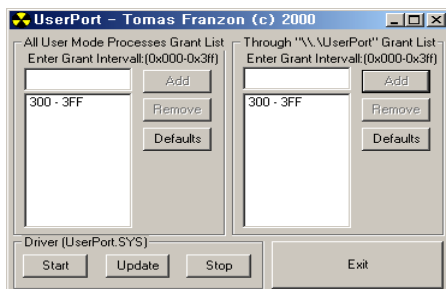 UserPort - Tomas Franzon (c) 2000
All User Mode Processes Grant List
Enter Grant Intervall:(0x000-0x3ff)
Add
300 - 3FF
Remove
Defaults
Through "\\.\UserPort" Grant List
Enter Grant Intervall:(0x000-0x3ff)
Add
300 - 3FF
Remove
Defaults
Driver (UserPort.SYS)
Start
Update
Stop
Exit